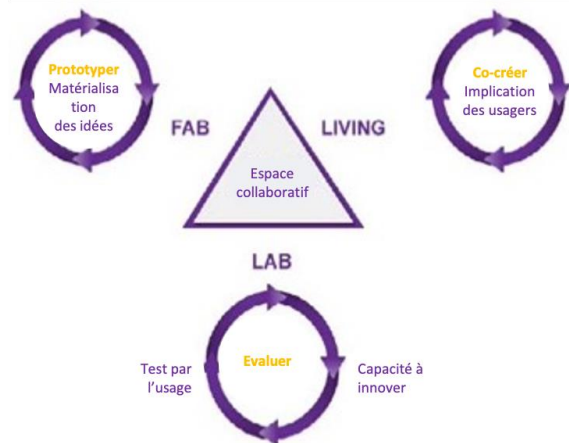 Prototyper
Matérialisa
tion
des idées
Co-créer
Implication
des usagers
FAB
LIVING
Espace
collaboratif
LAB
Evaluer
Test par
l’usage
Capacité à
innover